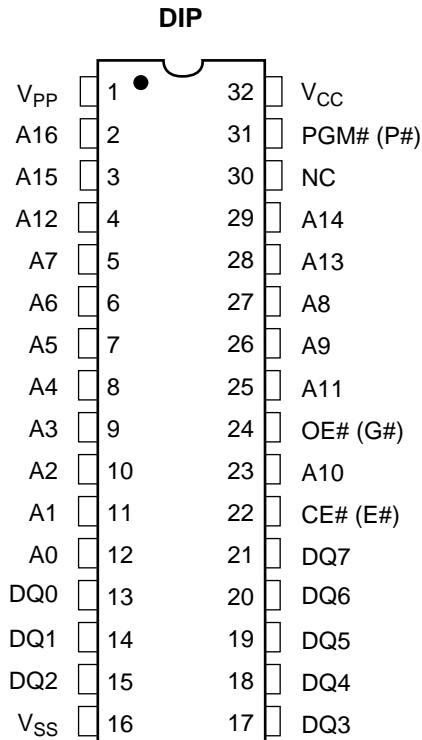 DIP
VPP 1 32 VCC
A16 2 31 PGM# (P#)
A15 3 30 NC
A12 4 29 A14
A7 5 28 A13
A6 6 27 A8
A5 7 26 A9
A4 8 25 A11
A3 9 24 OE# (G#)
A2 10 23 A10
A1 11 22 CE# (E#)
A0 12 21 DQ7
DQ0 13 20 DQ6
DQ1 14 19 DQ5
DQ2 15 18 DQ4
VSS 16 17 DQ3